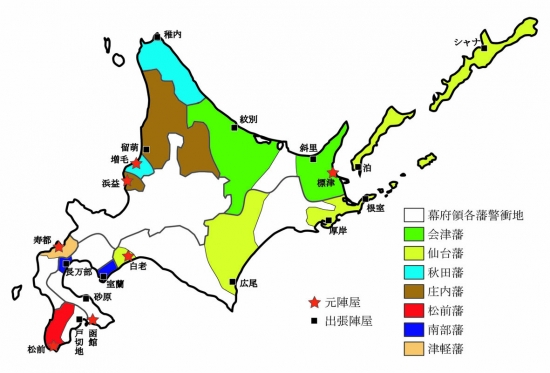 稚内
シャナ
紋別
留萌
増毛
浜益
斜里
標津
泊
根室
厚岸
寿都
長万部
白老
室蘭
広尾
砂原
戸切地
函館
松前
元陣屋
出張陣屋
幕府領各藩警衝地
会津藩
仙台藩
秋田藩
庄内藩
松前藩
南部藩
津軽藩